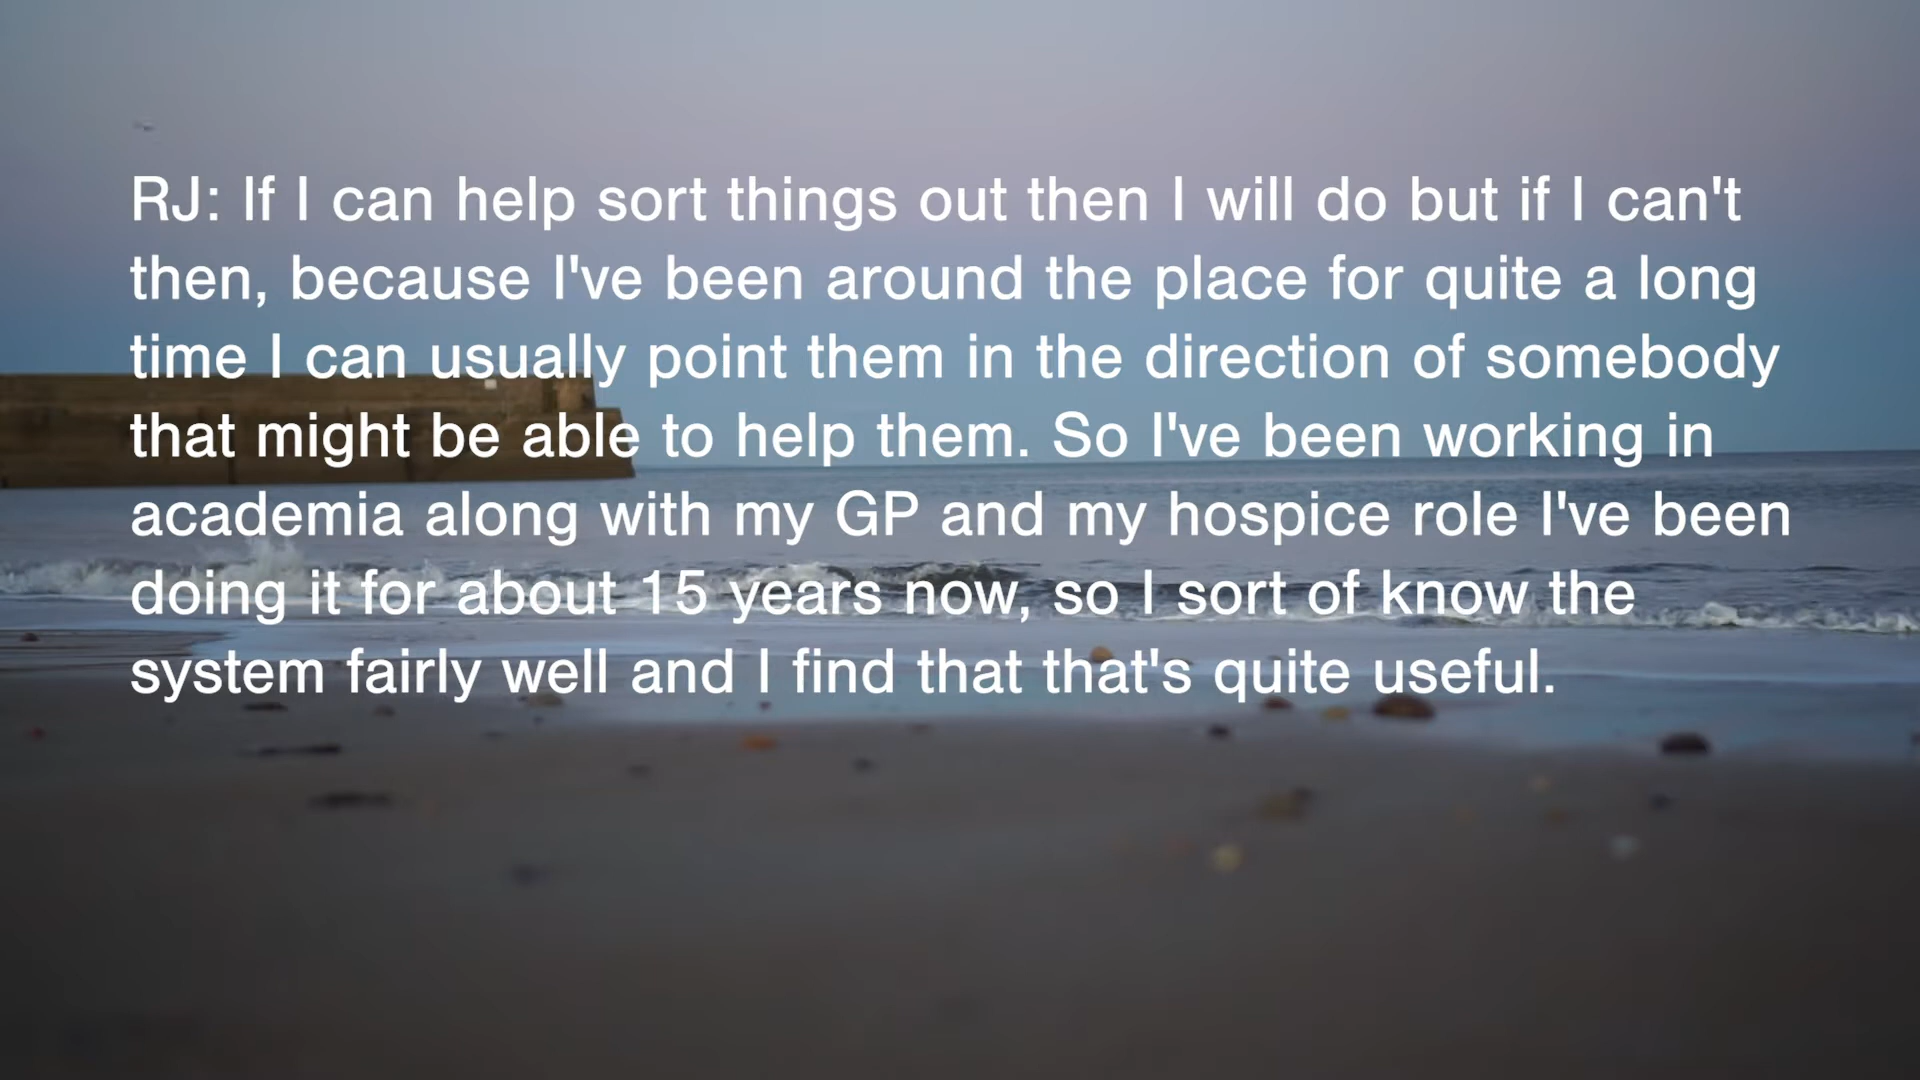 RJ: If I can help sort things out then I will do but if I can't
then, because I've been around the place for quite a long
time I can usually point them in the direction of somebody
that might be able to help them. So I've been working in
academia along with my GP and my hospice role I've been
doing it for about 15 years now, so I sort of know the
system fairly well and I find that that's quite useful.